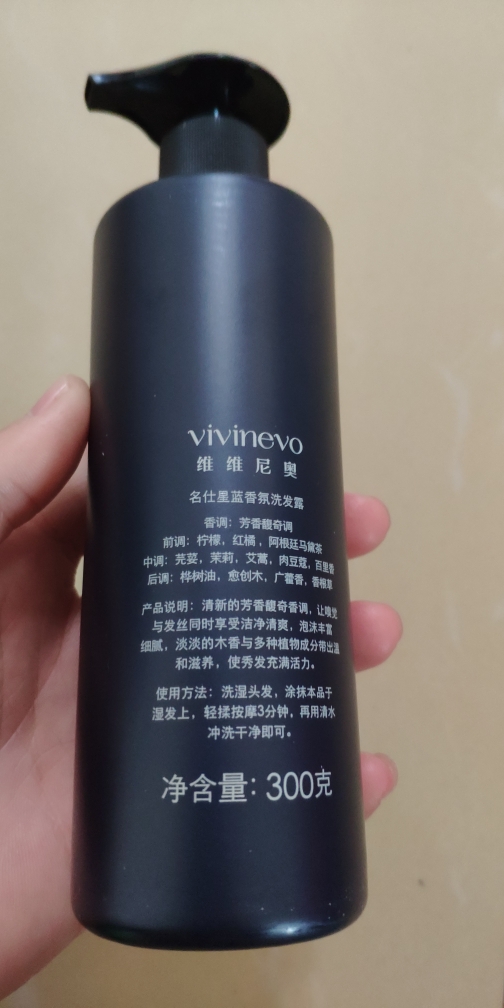 vivinevo
维维尼奥
名仕里蓝香氛洗发露
香调：芳香馥奇调
前调：柠檬，红橘，阿根廷马黛茶
中调：芫荽，茉莉，艾蒿，肉豆蔻，百里香
后调：桦树油，愈创木，广藿香，香根草
产品说明：清新的芳香馥奇香调，让嗅觉
与发丝同时享受洁净清爽，泡沫丰富
细腻，淡淡的木香与多种植物成分带出温
和滋养，使秀发充满活力。
使用方法：洗湿头发，涂抹本品于
湿发上，轻揉按摩3分钟，再用清水
冲洗干净即可。
净含量：300克